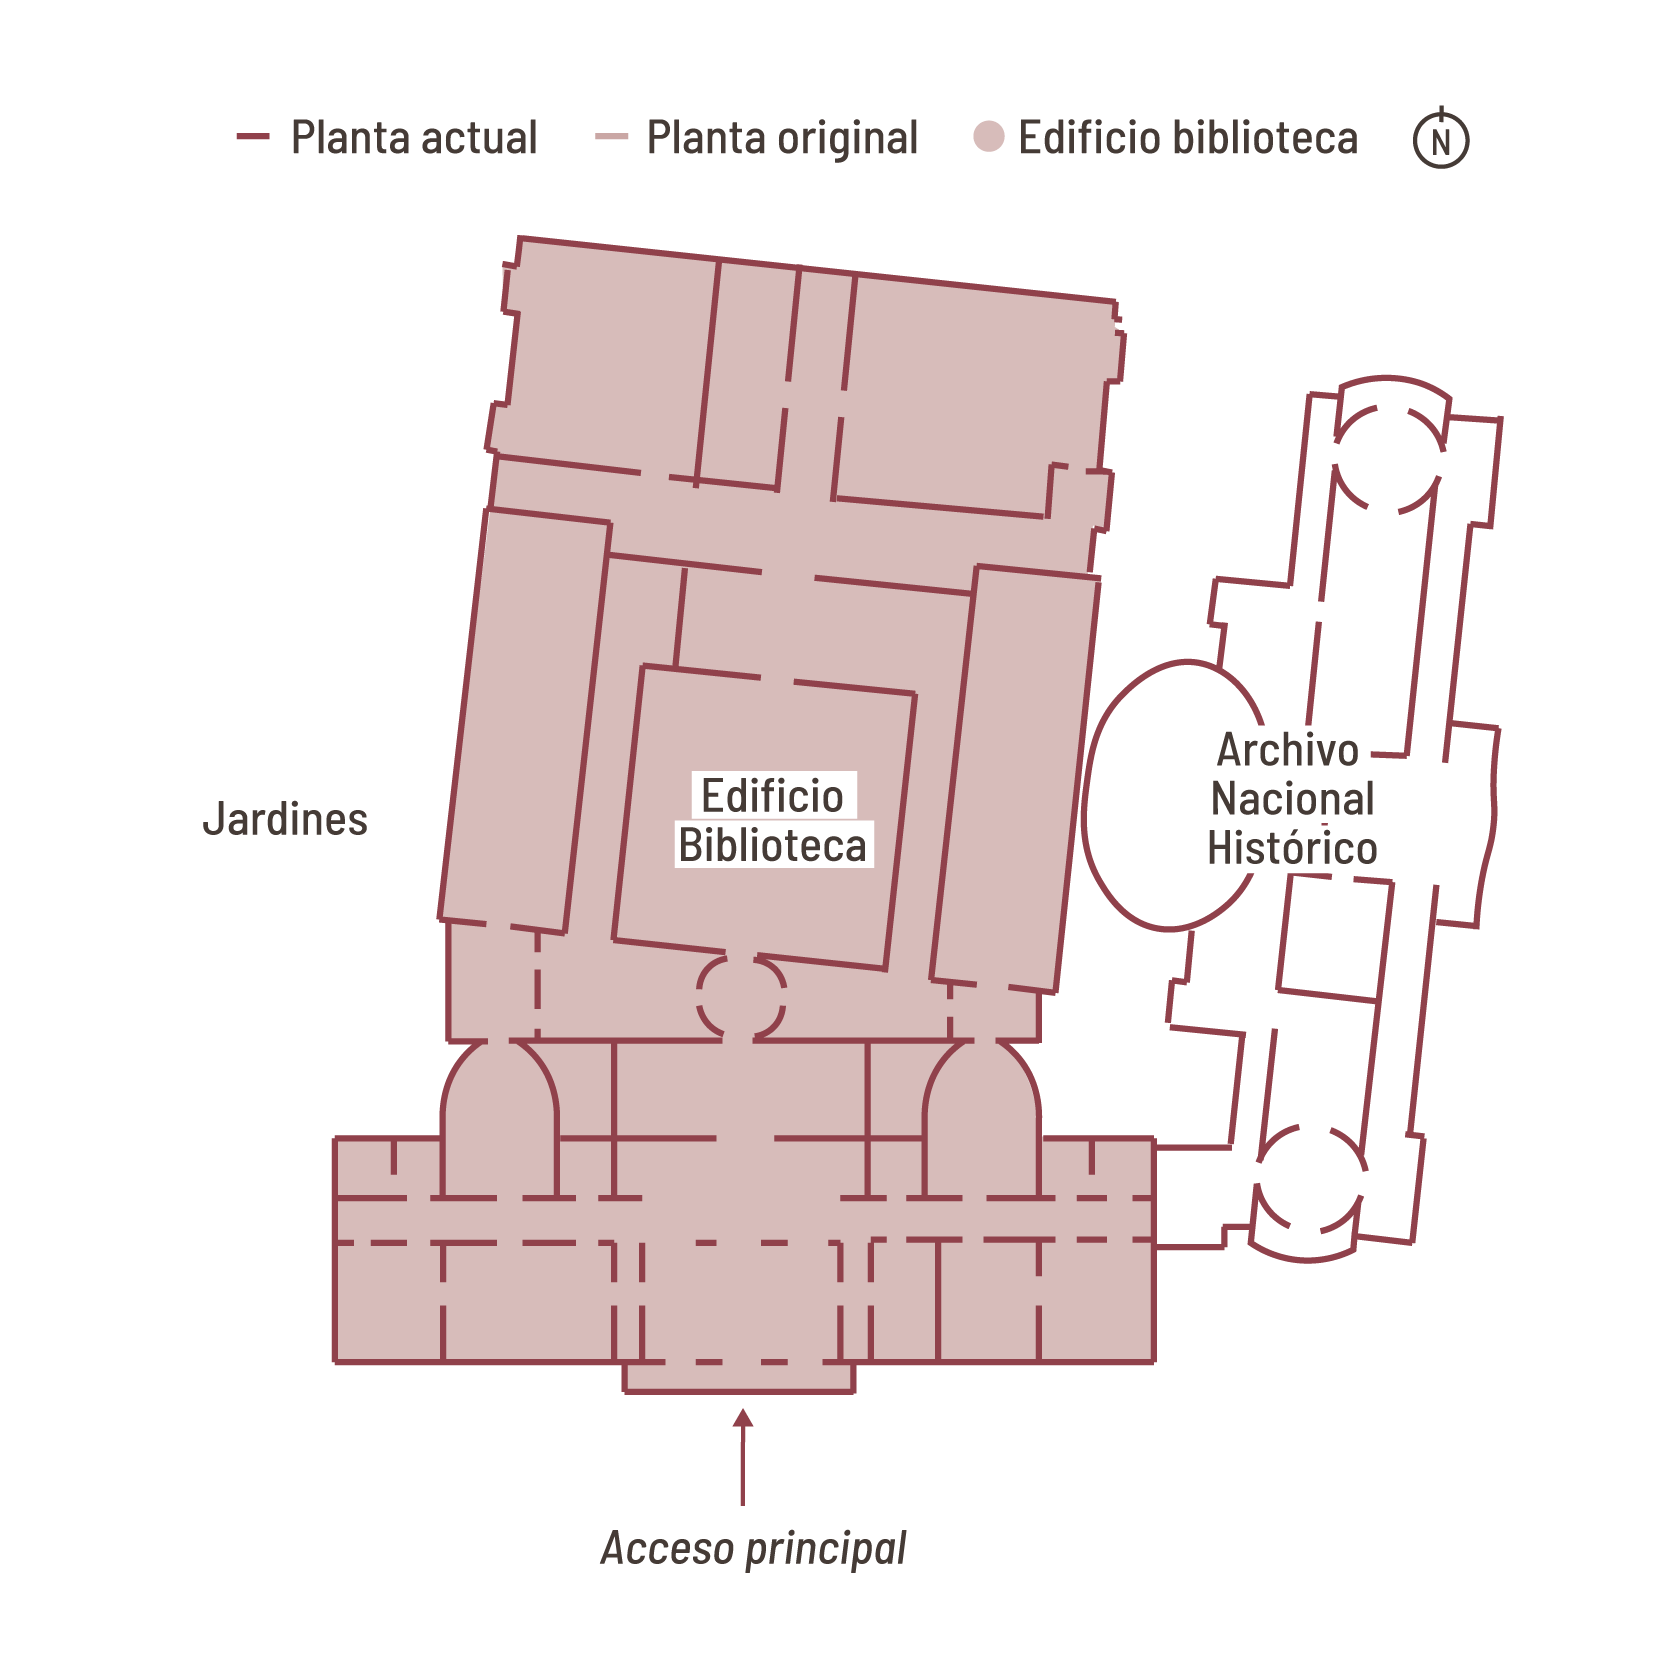 Planta actual
Planta original
Edificio biblioteca
N
Archivo
Nacional
Histórico
Edificio
Biblioteca
Jardines
Acceso principal